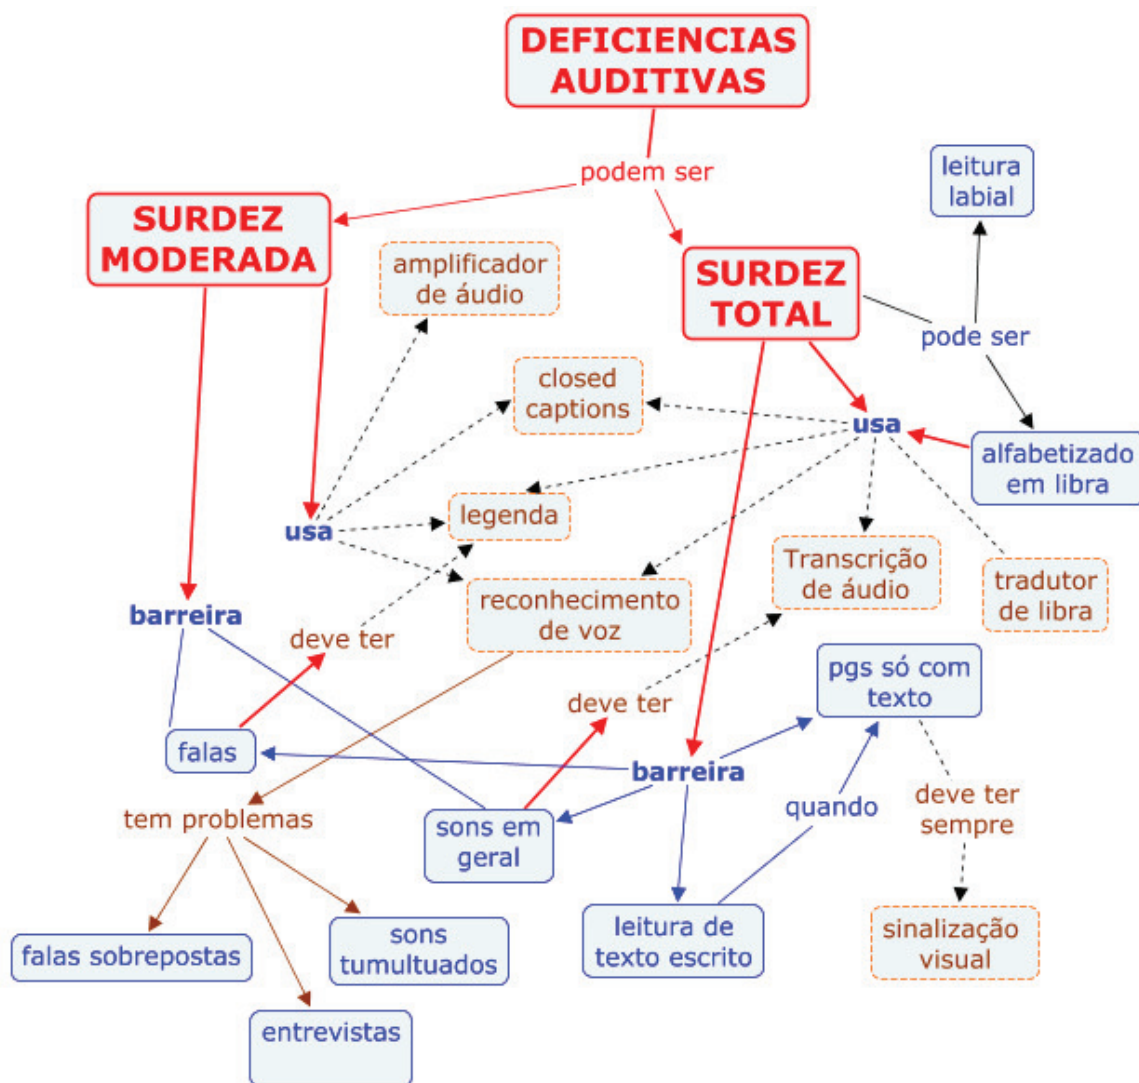 DEFICIENCIAS
AUDITIVAS
podem ser
leitura
labial
SURDEZ
MODERADA
amplificador
de áudio
SURDEZ
TOTAL
pode ser
closed
captions
usa
alfabetizado
em libra
legenda
usa
Transcrição
de áudio
tradutor
de libra
reconhecimento
de voz
barreira
deve ter
pgs só com
texto
deve ter
falas
barreira
quando
deve ter
sempre
tem problemas
sons em
geral
leitura de
texto escrito
sinalização
visual
falas sobrepostas
sons
tumultuados
entrevistas